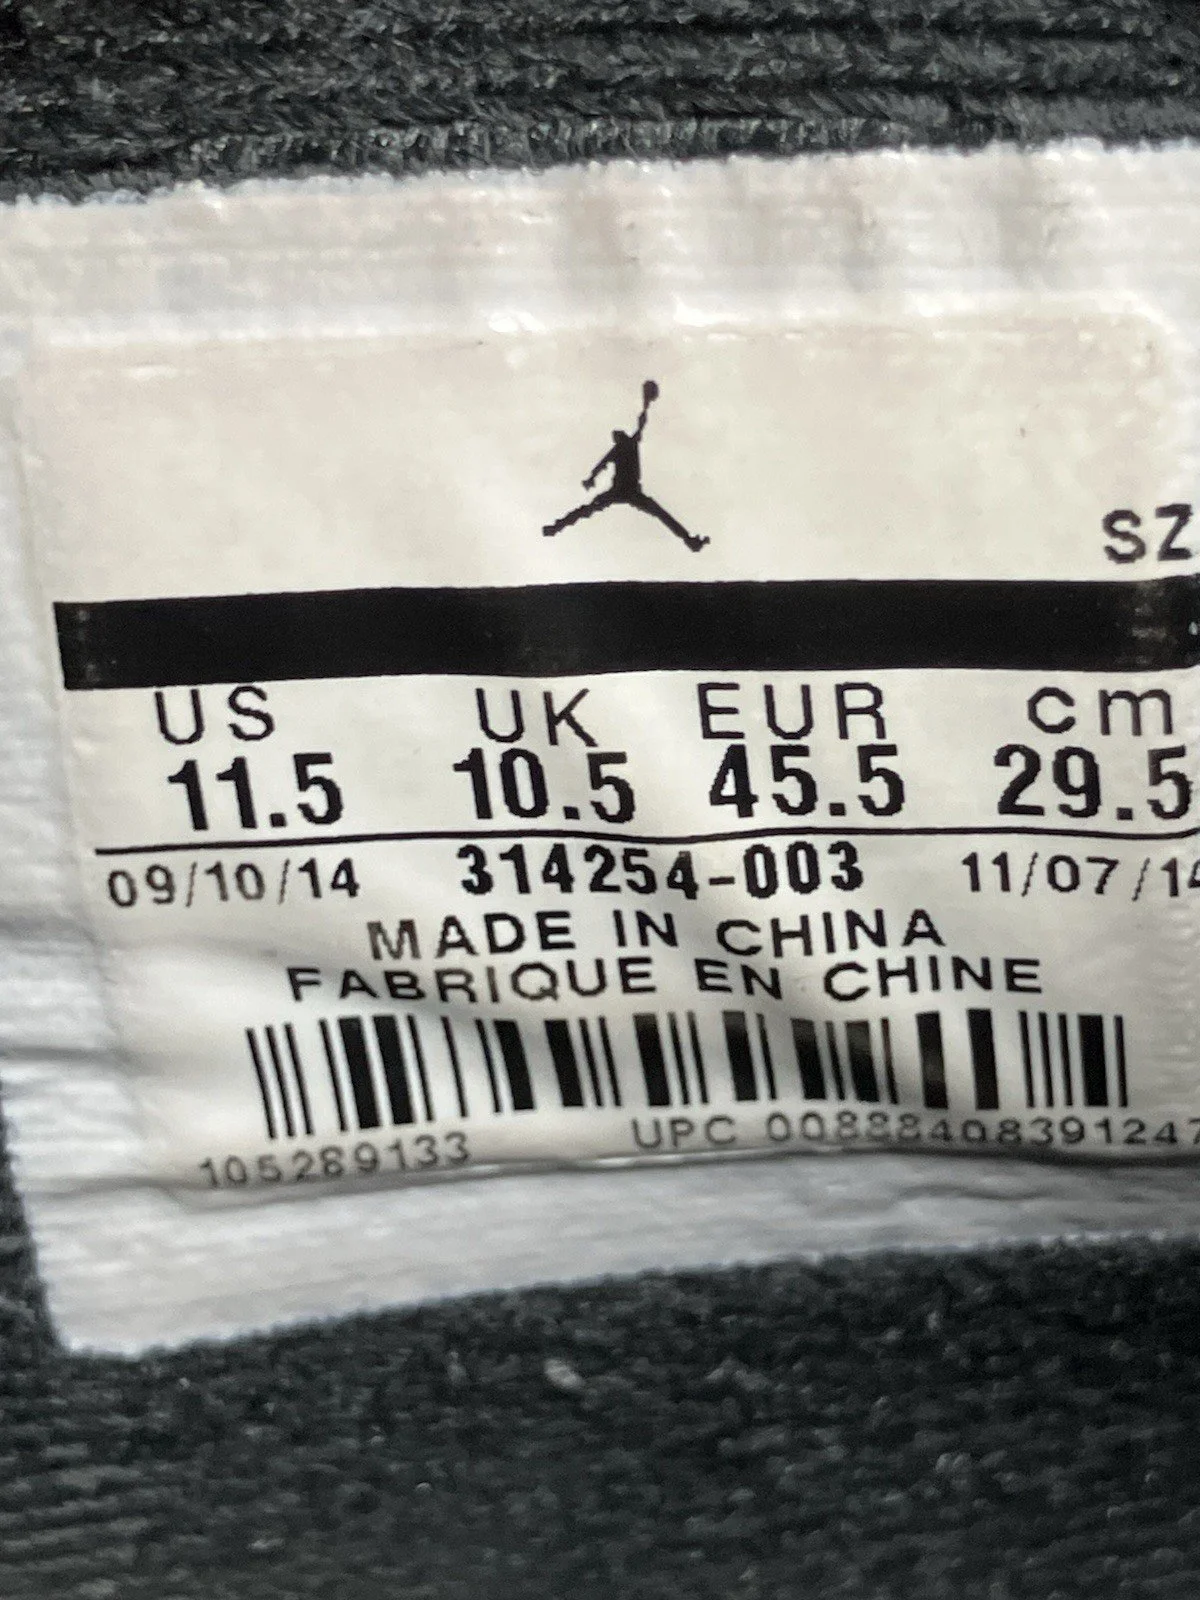 SZ
US UK EUR cm
11.5 10.5 45.5 29.5
09/10/14 314254-003 11/07/14
MADE IN CHINA
FABRIQUE EN CHINE
105289133 UPC 00888408391247